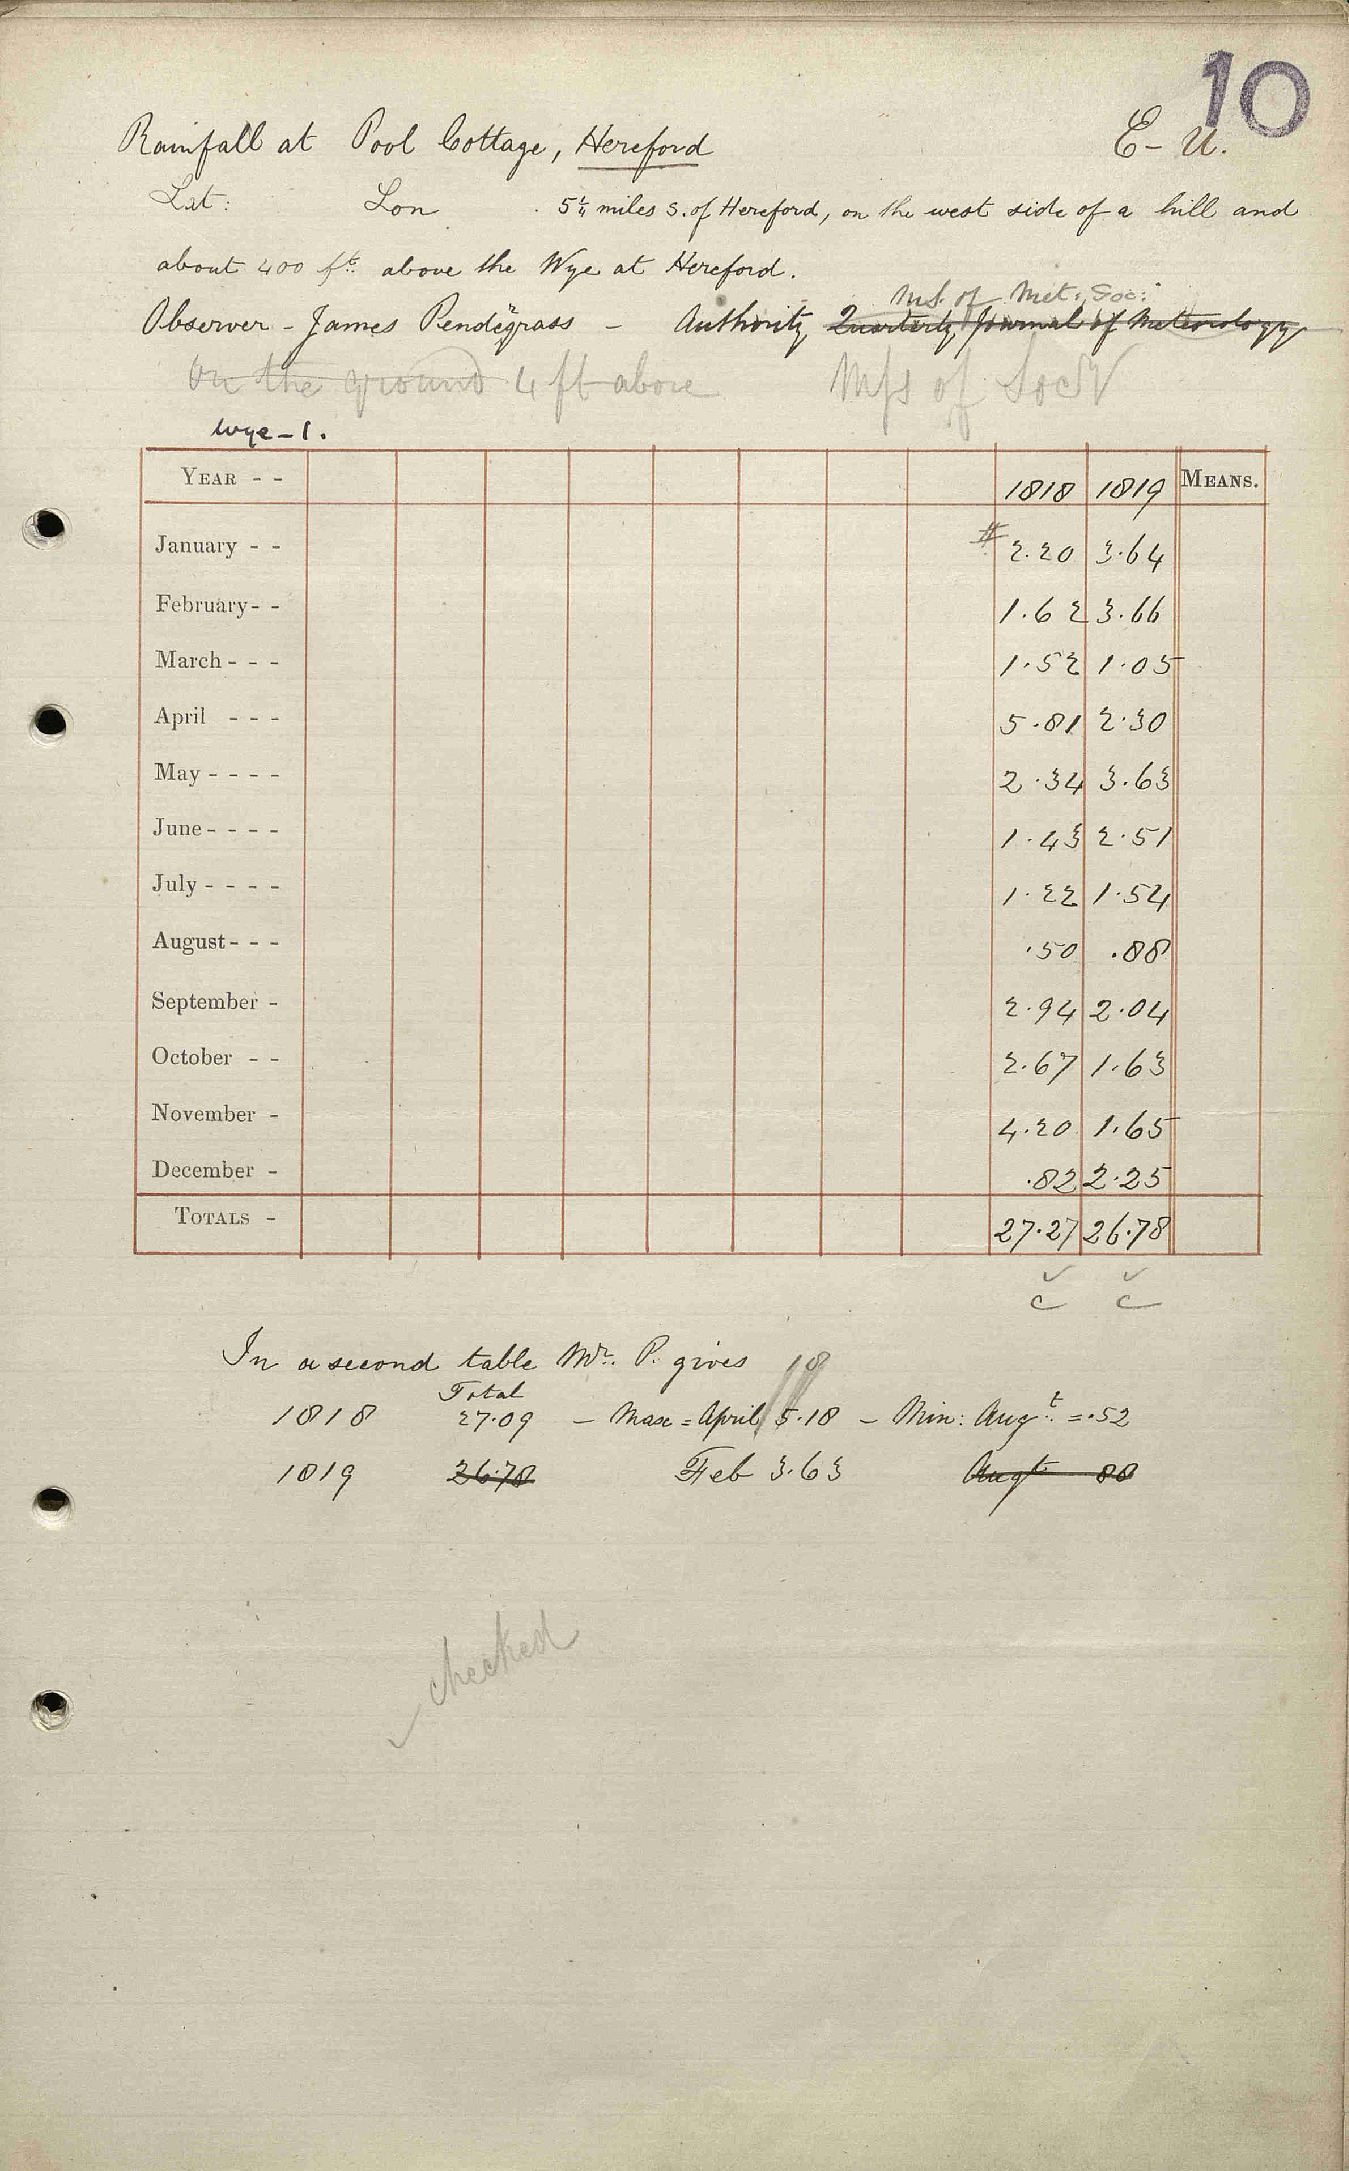 10
Rainfall at Pool Cottage, Hereford E - U.
Lat: Lon 5¼ miles S. of Hereford, on the west side of a hill and
about 400 ft. above the Wye at Hereford.
MS. of Met: Soc:
Observer - James Pendegrass - Authority Quarterly Journal of Meteorology
On the ground 4 ft above Mss of Socy
Wye - 1.
YEAR - - 1818 1819 MEANS.
January - - # 2.20 3.64
February - - 1.62 3.66
March - - - 1.52 1.05
April - - - 5.81 2.30
May - - - - 2.34 3.63
June - - - - 1.43 2.51
July - - - - 1.22 1.54
August - - - .50 .88
September - 2.94 2.04
October - - 2.67 1.63
November - 4.20 1.65
December - .82 2.25
TOTALS - 27.27 26.78
✓ ✓
c c
In a second table Mr. P. gives 18
Total
1818 27.09 - Max = April 5.18 - Min: Augt. = .52
1819 26.78 Feb 3.63 Augt 88
✓ checked